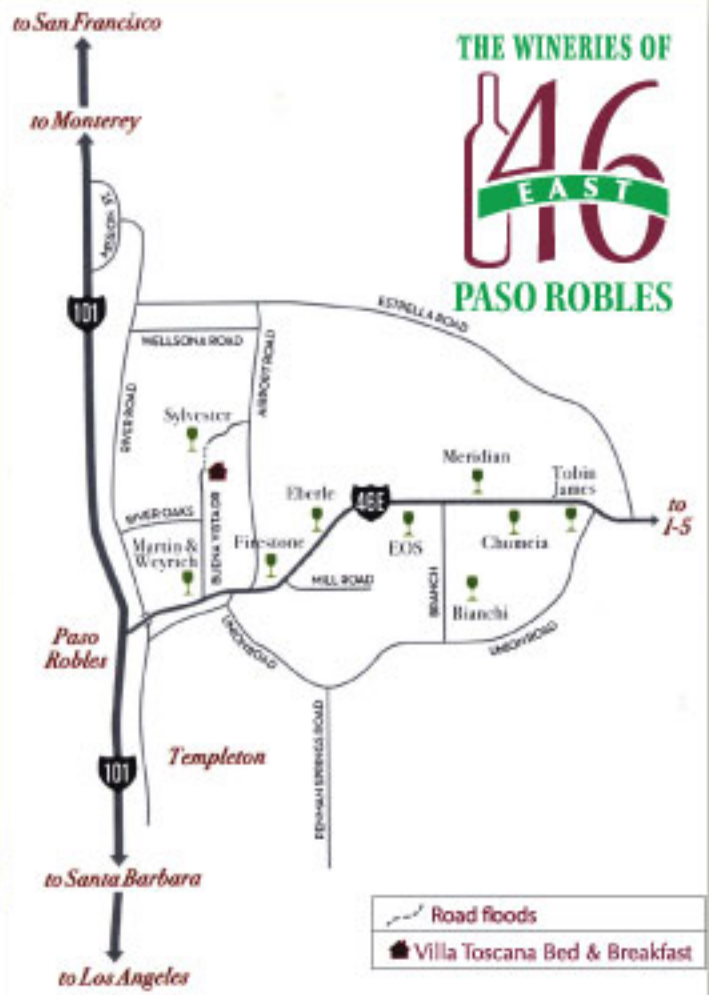 to San Francisco
THE WINERIES OF
46
EAST
PASO ROBLES
to Monterey
101
ESTRELLA ROAD
WELLSONA ROAD
AIRPORT ROAD
RIVER ROAD
Sylvester
Meridian
Tobin
James
Eberle
46E
to
I-5
RIVER OAKS
BUENA VISTA DR
Firestone
EOS
Chumeia
Martin &
Weyrich
MILL ROAD
BRANCH
Bianchi
Paso
Robles
UNION ROAD
UNION ROAD
Templeton
101
to Santa Barbara
to Los Angeles
Road floods
Villa Toscana Bed & Breakfast